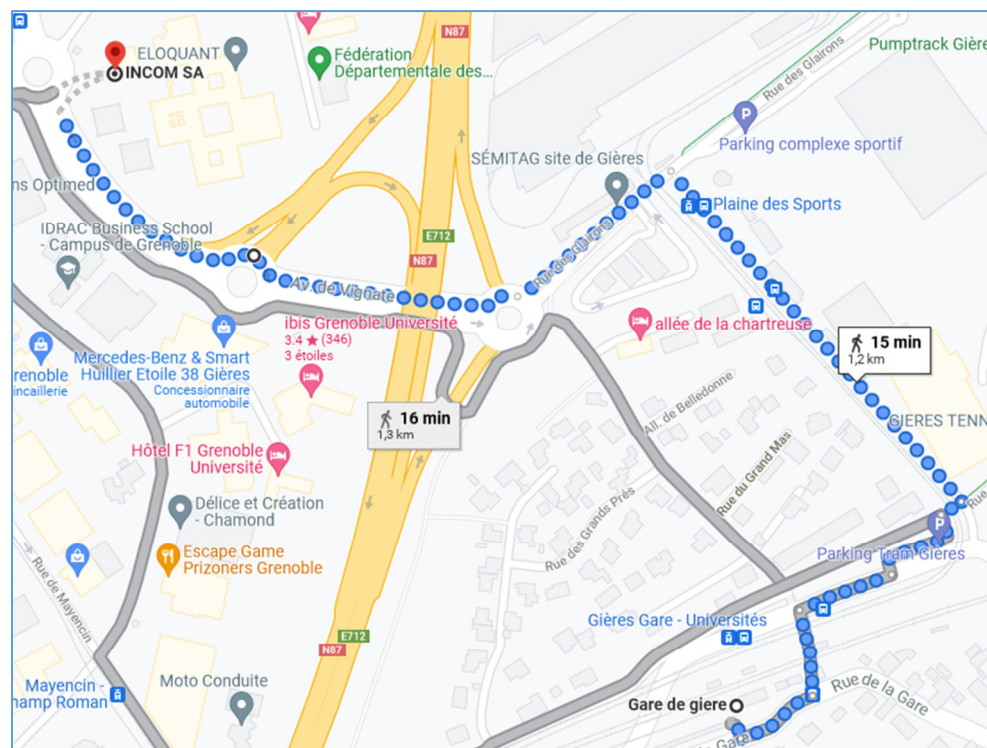 N87
ELOQUANT
INCOM SA
Fédération
Départementale des...
Rue des Glairons
Pumptrack Gière
P
Parking complexe sportif
SÉMITAG site de Gières
ns Optimed
Plaine des Sports
IDRAC Business School
- Campus de Grenoble
E712
N87
Rue des Glairons
Av. de Vignate
ibis Grenoble Université
3.4 ★ (346)
3 étoiles
allée de la chartreuse
15 min
1,2 km
Mercedes-Benz & Smart
Huillier Etoile 38 Gières
Concessionnaire
automobile
renoble
incaillerie
16 min
1,3 km
All. de Belledonne
GIERES TENN
Hôtel F1 Grenoble
Université
Rue du Grand Mas
Délice et Création
- Chamond
Rue des Grands Prés
P
Parking Tram Gieres
Escape Game
Prizoners Grenoble
Rue de Mayencin
Gières Gare - Universités
E712
N87
Mayencin -
hamp Roman
Moto Conduite
Gare de giere
Rue de la Gare